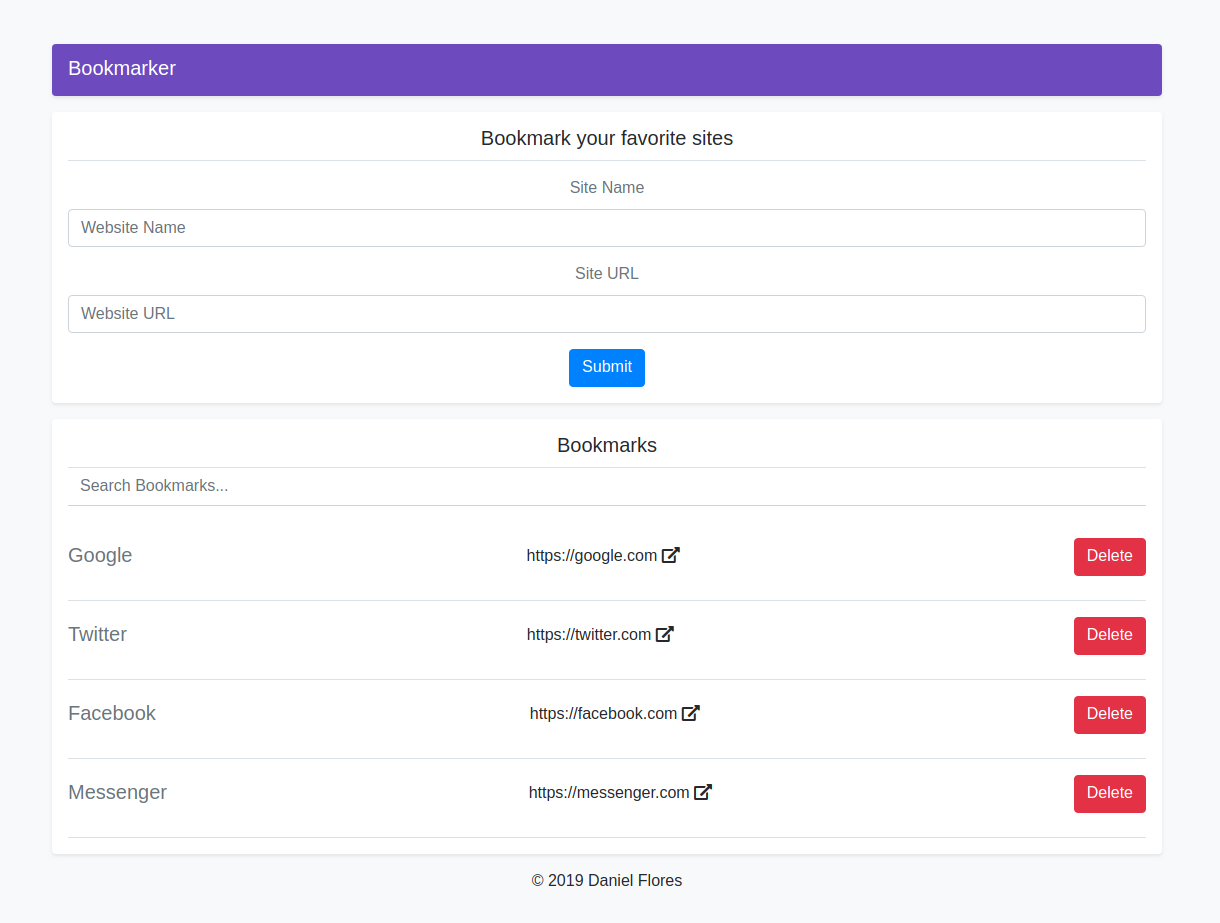 Bookmarker
Bookmark your favorite sites
Site Name
Website Name
Site URL
Website URL
Submit
Bookmarks
Search Bookmarks...
Google https://google.com Delete
Twitter https://twitter.com Delete
Facebook https://facebook.com Delete
Messenger https://messenger.com Delete
© 2019 Daniel Flores